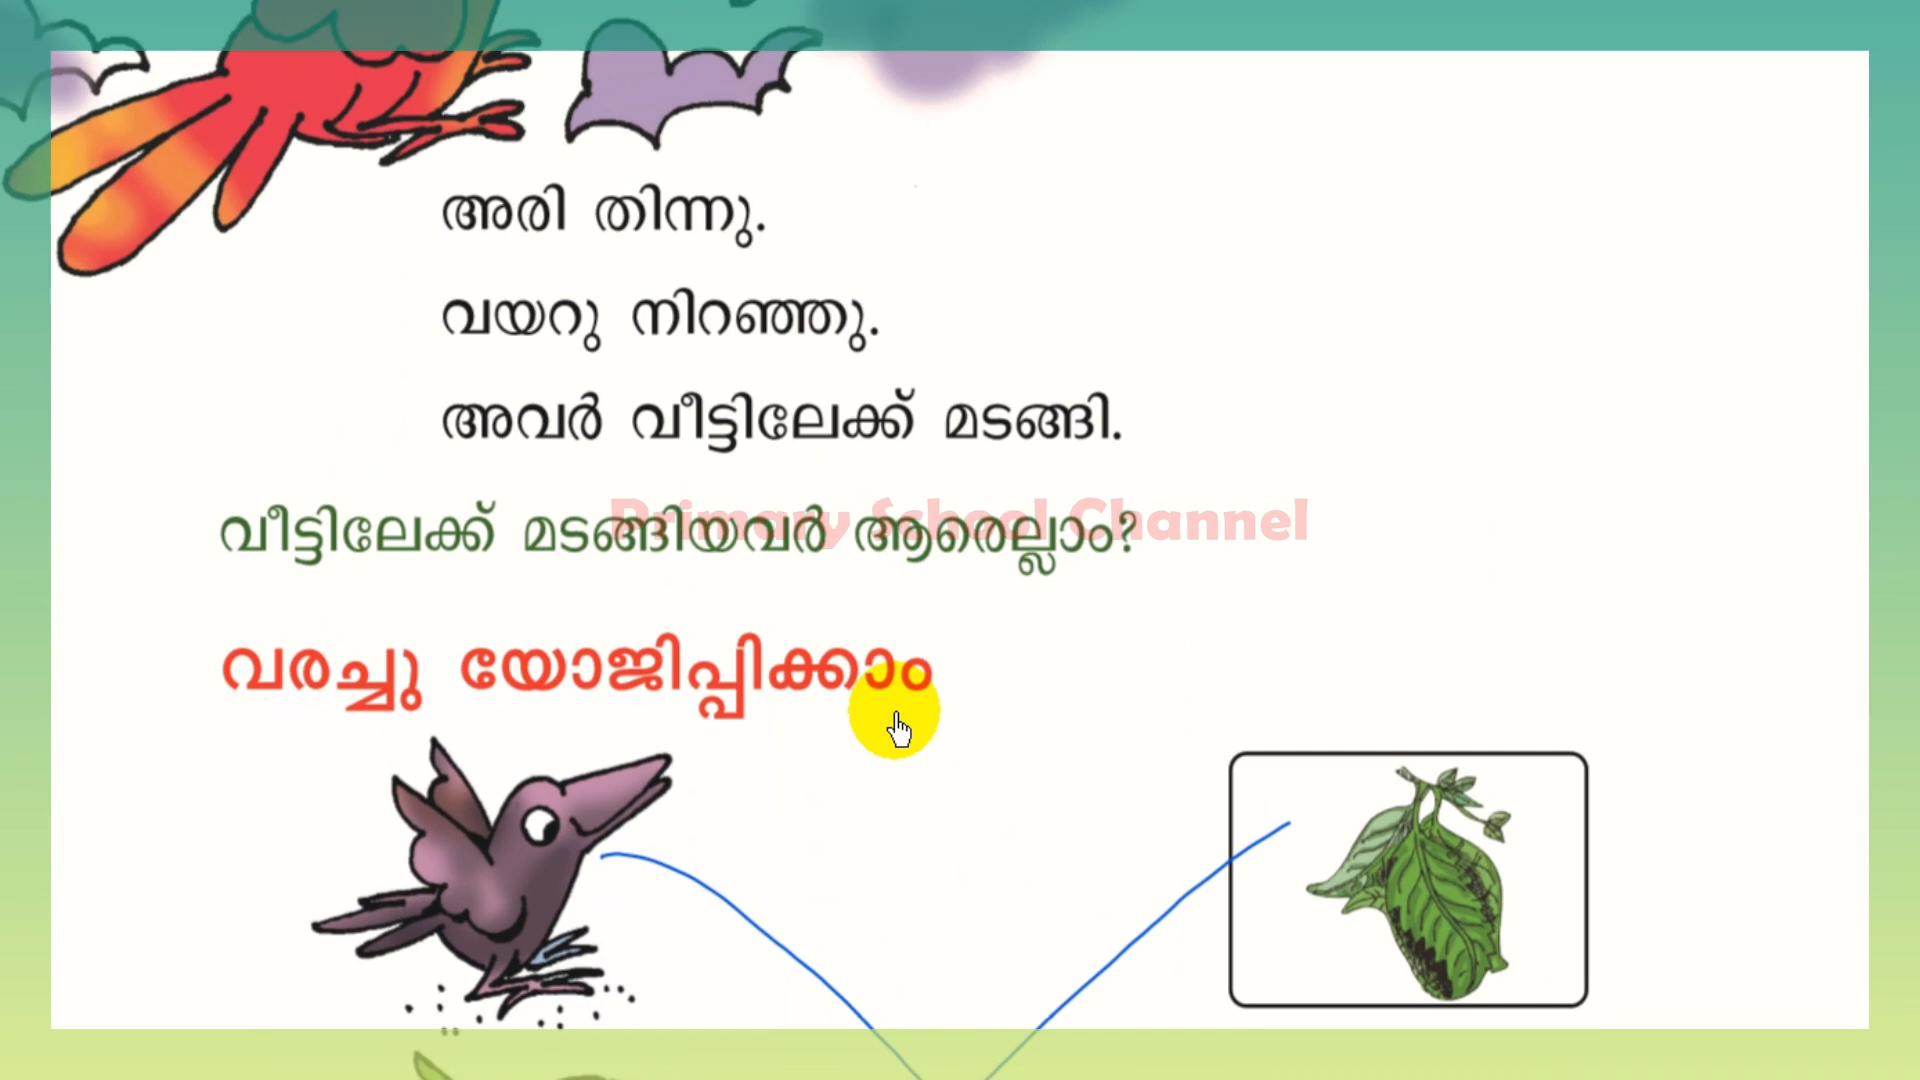 അരി തിന്നു.
വയറു നിറഞ്ഞു.
അവർ വീട്ടിലേക്ക് മടങ്ങി.
വീട്ടിലേക്ക് മടങ്ങിയവർ ആരെല്ലാം?
Primary School Channel
വരച്ചു യോജിപ്പിക്കാം